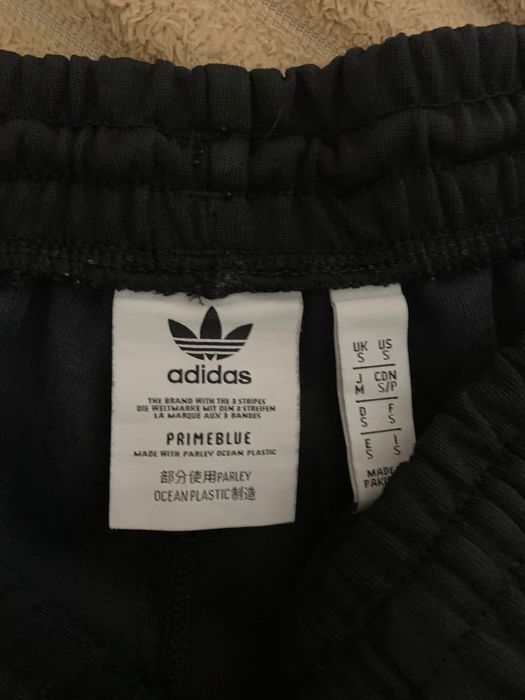 adidas
THE BRAND WITH THE 3 STRIPES
DIE WELTMARKE MIT DEN 3 STREIFEN
LA MARQUE AUX 3 BANDES
PRIMEBLUE
MADE WITH PARLEY OCEAN PLASTIC
部分使用PARLEY
OCEAN PLASTIC制造
UK US
S S
J CDN
M S/P
D F
S S
E I
S S
MADE